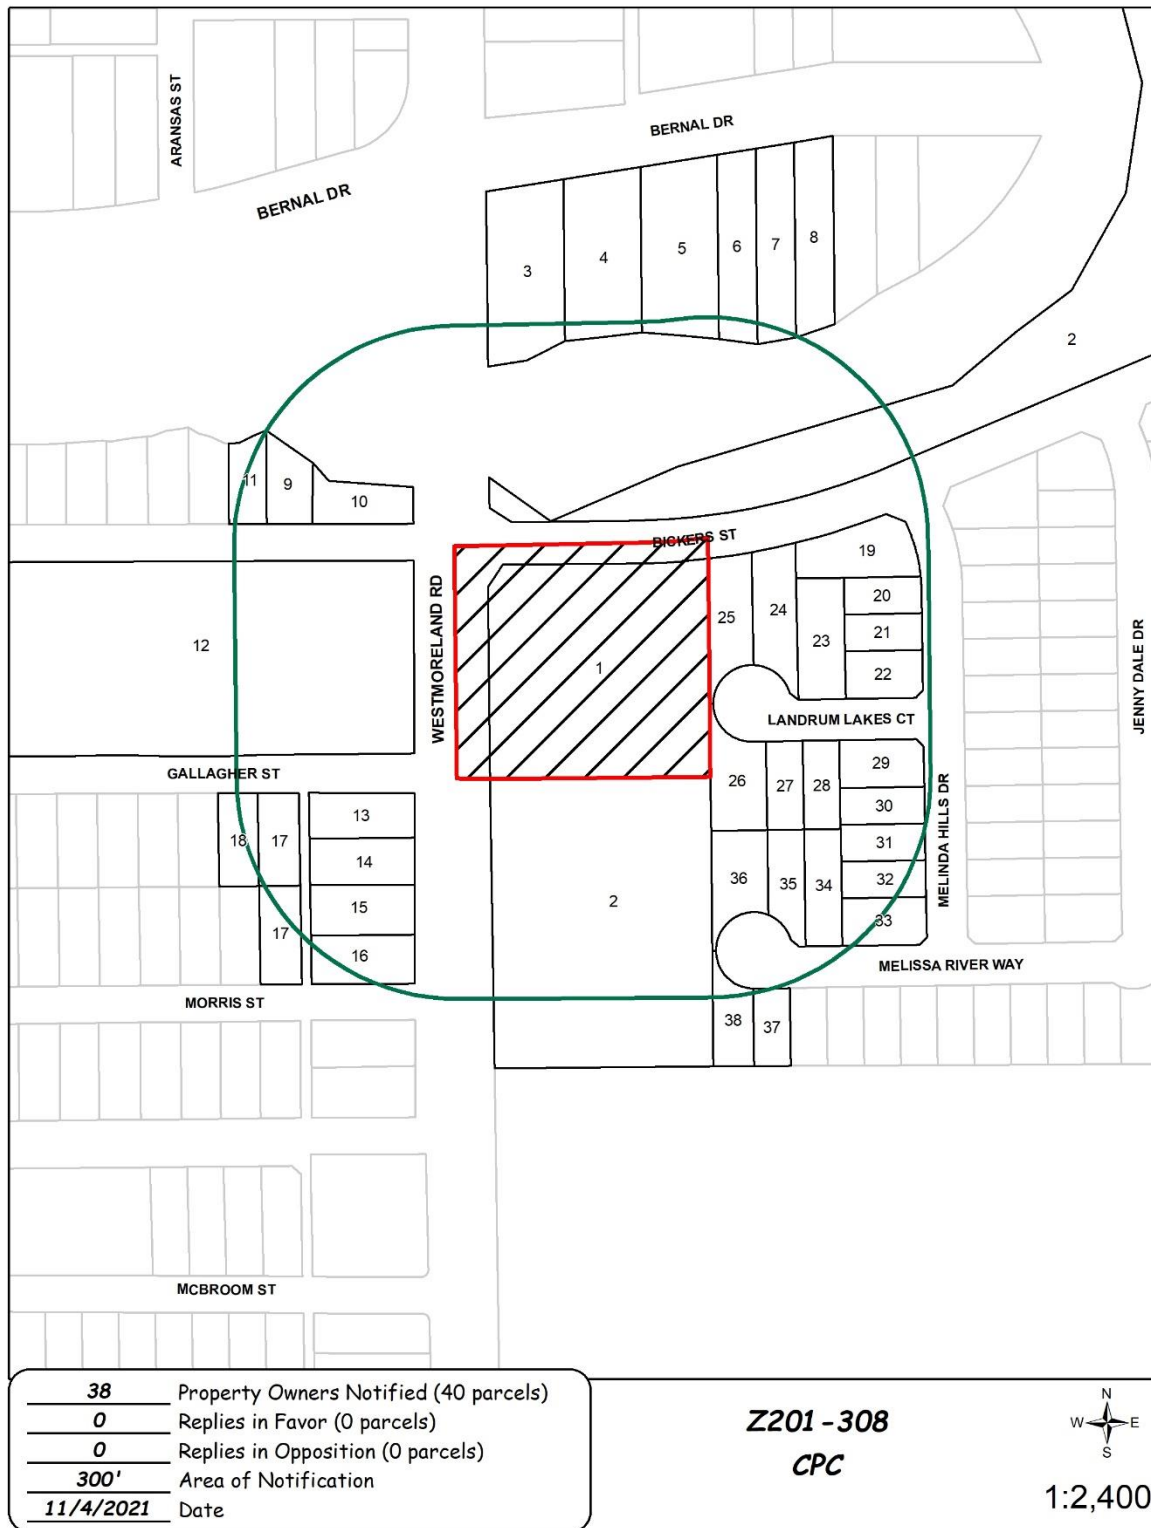 ARANSAS ST
BERNAL DR
BERNAL DR
3
4
5
6
7
8
2
11
9
10
BICKERS ST
WESTMORELAND RD
12
1
25
24
19
20
21
22
23
LANDRUM LAKES CT
JENNY DALE DR
GALLAGHER ST
18
17
13
14
15
16
17
26
27
28
29
30
31
32
33
MELINDA HILLS DR
36
35
34
2
MELISSA RIVER WAY
MORRIS ST
38
37
MCBROOM ST
38 Property Owners Notified (40 parcels)
0 Replies in Favor (0 parcels)
0 Replies in Opposition (0 parcels)
300' Area of Notification
11/4/2021 Date
Z201-308
CPC
N
W E
S
1:2,400